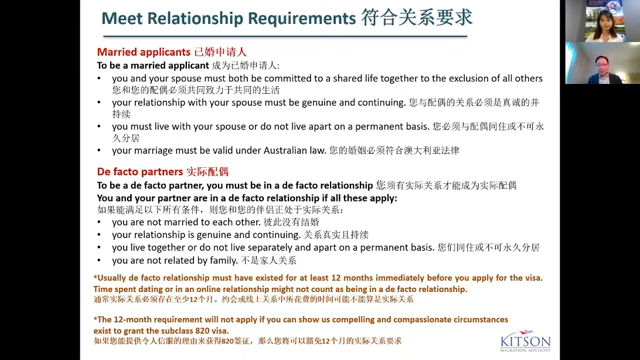 Meet Relationship Requirements 符合关系要求
Married applicants 已婚申请人
To be a married applicant 成为已婚申请人:
• you and your spouse must both be committed to a shared life together to the exclusion of all others
您和您的配偶必须共同致力于共同的生活
• your relationship with your spouse must be genuine and continuing. 您与配偶的关系必须是真诚的并
持续
• you must live with your spouse or do not live apart on a permanent basis. 您必须与配偶同住或不可永
久分居
• your marriage must be valid under Australian law. 您的婚姻必须符合澳大利亚法律
De facto partners 实际配偶
To be a de facto partner, you must be in a de facto relationship 您须有实际关系才能成为实际配偶
You and your partner are in a de facto relationship if all these apply:
如果能满足以下所有条件，则您和您的伴侣正处于实际关系：
• you are not married to each other. 彼此没有结婚
• your relationship is genuine and continuing. 关系真实且持续
• you live together or do not live separately and apart on a permanent basis. 您们同住或不可永久分居
• you are not related by family. 不是家人关系
*Usually de facto relationship must have existed for at least 12 months immediately before you apply for the visa.
Time spent dating or in an online relationship might not count as being in a de facto relationship.
通常实际关系必须存在至少12个月。约会或线上关系中所花费的时间可能不能算是实际关系
*The 12-month requirement will not apply if you can show us compelling and compassionate circumstances
exist to grant the subclass 820 visa.
如果您能提供令人信服的理由来获得820签证，那么您将可以豁免12个月的实际关系要求
KITSON
MIGRATION ADVISORY